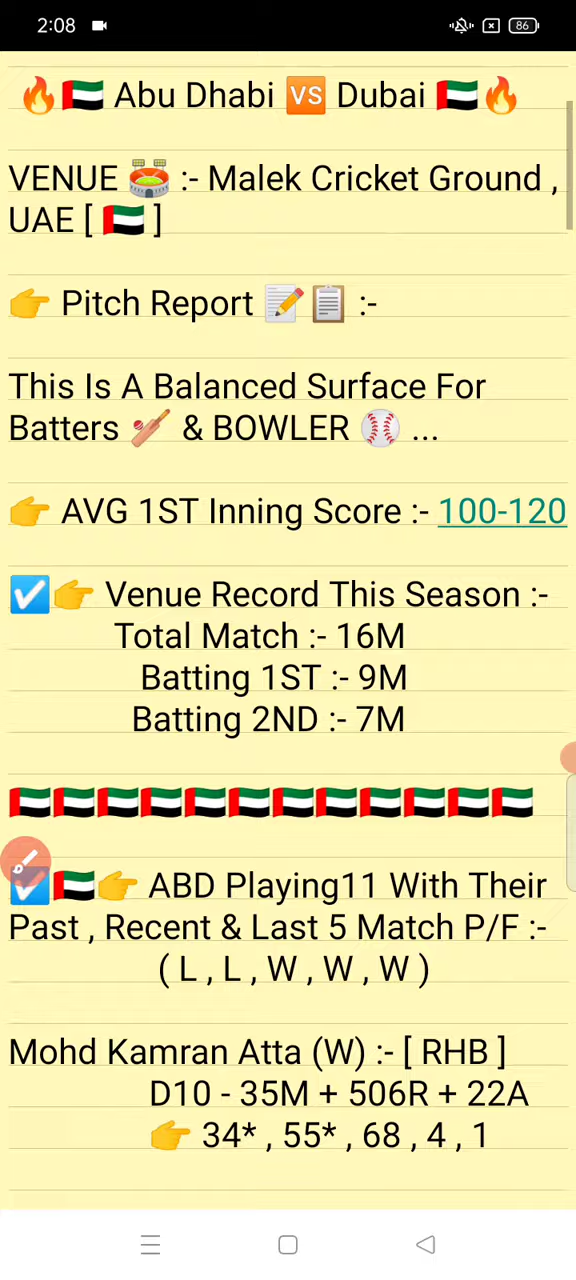 2:08 86
🔥🇦🇪 Abu Dhabi 🆚 Dubai 🇦🇪🔥
VENUE 🏟️ :- Malek Cricket Ground ,
UAE [ 🇦🇪 ]
👉 Pitch Report 📝📋 :-
This Is A Balanced Surface For
Batters 🏏 & BOWLER ⚾ ...
👉 AVG 1ST Inning Score :- 100-120
☑️👉 Venue Record This Season :-
Total Match :- 16M
Batting 1ST :- 9M
Batting 2ND :- 7M
🇦🇪🇦🇪🇦🇪🇦🇪🇦🇪🇦🇪🇦🇪🇦🇪🇦🇪🇦🇪🇦🇪🇦🇪
☑️🇦🇪👉 ABD Playing11 With Their
Past , Recent & Last 5 Match P/F :-
( L , L , W , W , W )
Mohd Kamran Atta (W) :- [ RHB ]
D10 - 35M + 506R + 22A
👉 34* , 55* , 68 , 4 , 1